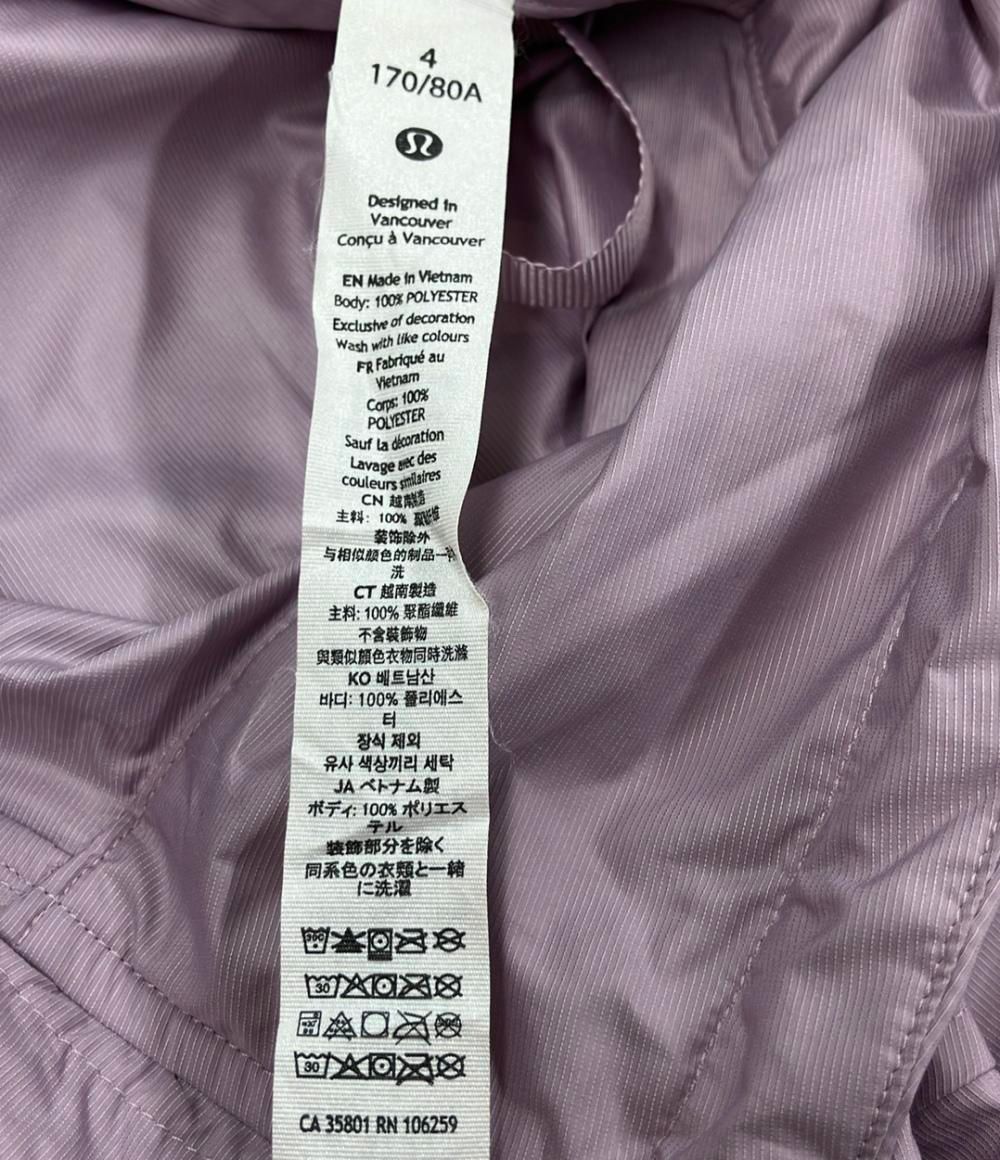 4
170/80A
Designed in
Vancouver
Conçu à Vancouver
EN Made in Vietnam
Body: 100% POLYESTER
Exclusive of decoration
Wash with like colours
FR Fabriqué au
Vietnam
Corps: 100%
POLYESTER
Sauf la décoration
Lavage avec des
couleurs similaires
CN 越南制造
主料: 100%
装饰除外
与相似颜色的制品一
洗
CT 越南製造
主料: 100% 聚酯纖維
不含裝飾物
與類似顏色衣物同時洗滌
KO 베트남산
바디: 100% 폴리에스
터
장식 제외
유사 색상끼리 세탁
JA ベトナム製
ボディ: 100% ポリエス
テル
装飾部分を除く
同系色の衣類と一緒
に洗濯
30C
30
30
CA 35801 RN 106259